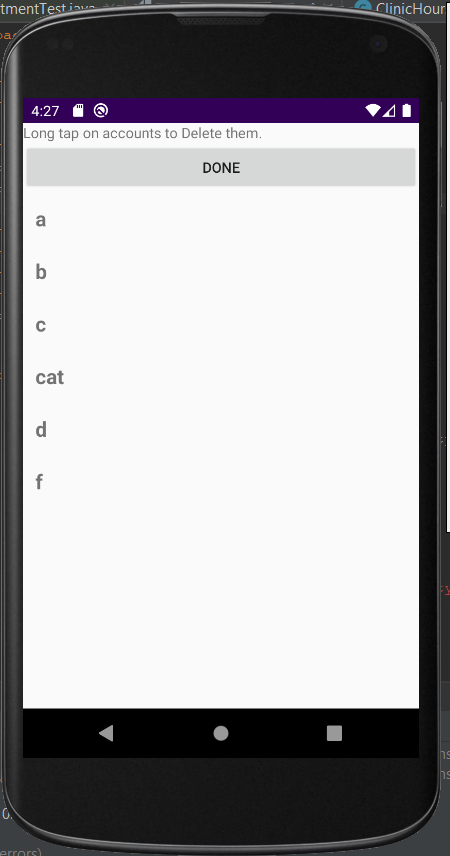 tmentTest.java
ClinicHour
4:27
Long tap on accounts to Delete them.
DONE
a
b
c
cat
d
f
errors)